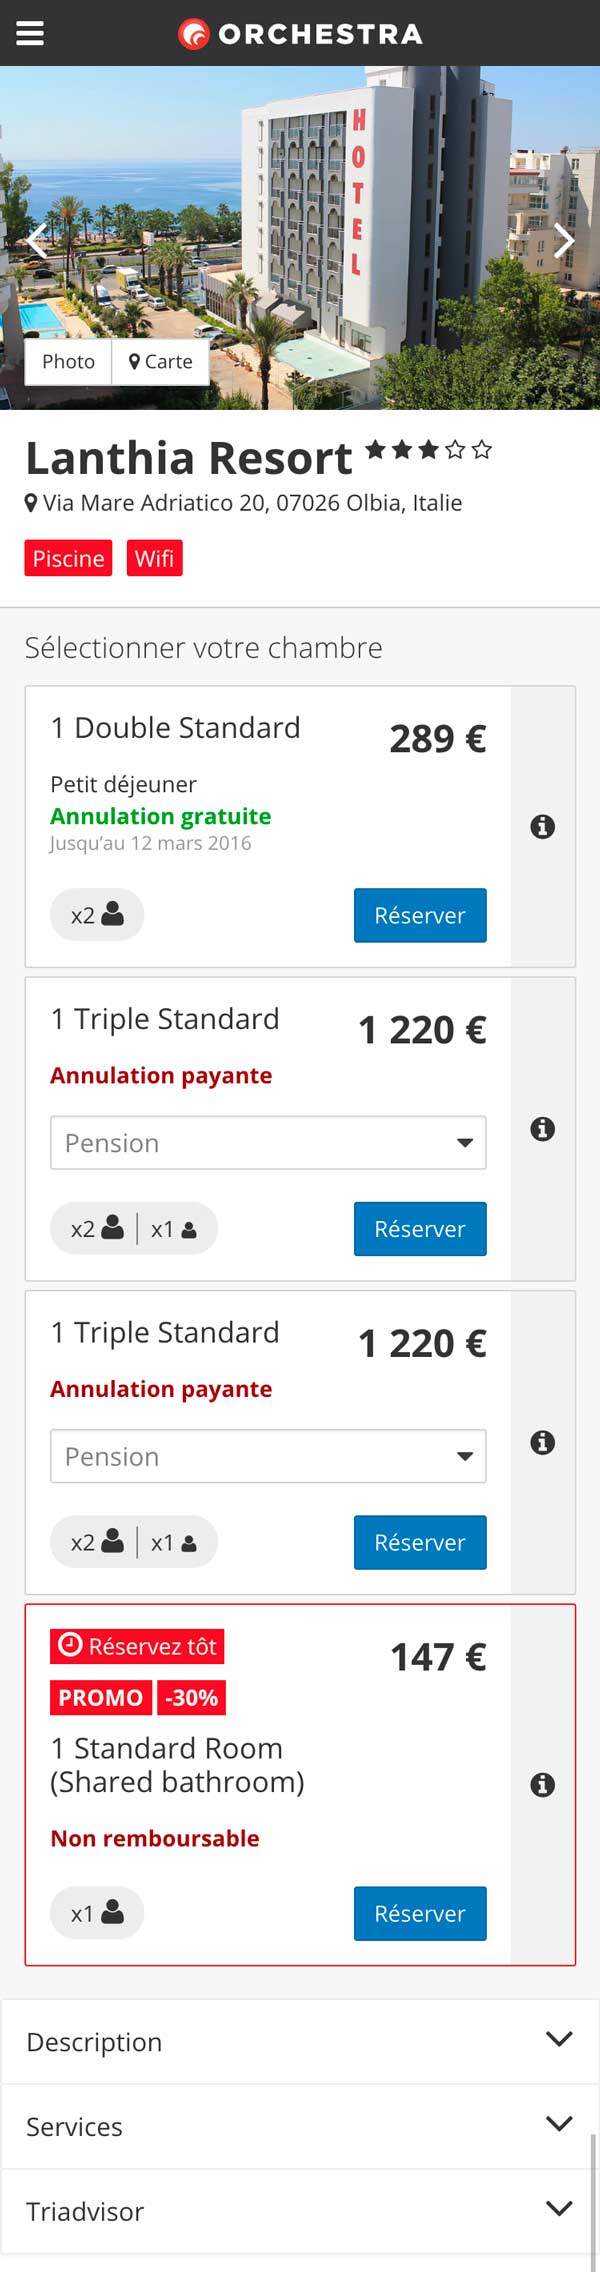 ORCHESTRA
HOTEL
Photo
Carte
Lanthia Resort
Via Mare Adriatico 20, 07026 Olbia, Italie
Piscine Wifi
Sélectionner votre chambre
1 Double Standard
289 €
Petit déjeuner
Annulation gratuite
Jusqu'au 12 mars 2016
x2
Réserver
1 Triple Standard
1 220 €
Annulation payante
Pension
x2 | x1
Réserver
1 Triple Standard
1 220 €
Annulation payante
Pension
x2 | x1
Réserver
Réservez tôt
147 €
PROMO -30%
1 Standard Room
(Shared bathroom)
Non remboursable
x1
Réserver
Description
Services
Triadvisor